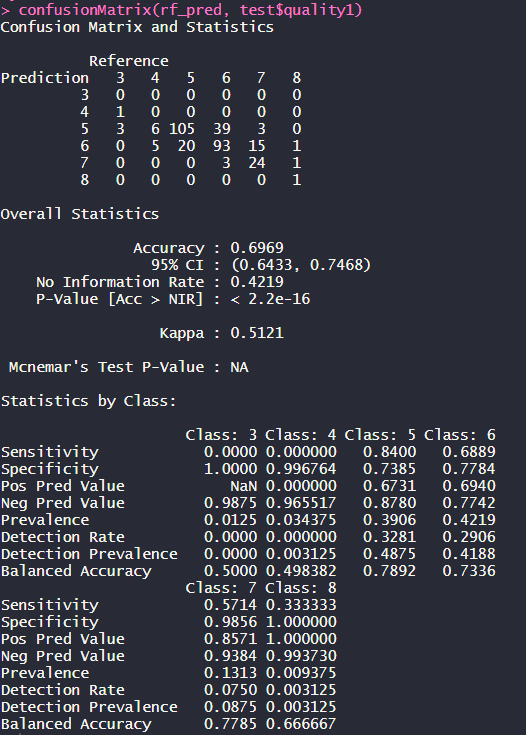 > confusionMatrix(rf_pred, test$quality1)
Confusion Matrix and Statistics
Reference
Prediction 3 4 5 6 7 8
3 0 0 0 0 0 0
4 1 0 0 0 0 0
5 3 6 105 39 3 0
6 0 5 20 93 15 1
7 0 0 0 3 24 1
8 0 0 0 0 0 1
Overall Statistics
Accuracy : 0.6969
95% CI : (0.6433, 0.7468)
No Information Rate : 0.4219
P-Value [Acc > NIR] : < 2.2e-16
Kappa : 0.5121
Mcnemar's Test P-Value : NA
Statistics by Class:
Class: 3 Class: 4 Class: 5 Class: 6
Sensitivity 0.0000 0.000000 0.8400 0.6889
Specificity 1.0000 0.996764 0.7385 0.7784
Pos Pred Value NaN 0.000000 0.6731 0.6940
Neg Pred Value 0.9875 0.965517 0.8780 0.7742
Prevalence 0.0125 0.034375 0.3906 0.4219
Detection Rate 0.0000 0.000000 0.3281 0.2906
Detection Prevalence 0.0000 0.003125 0.4875 0.4188
Balanced Accuracy 0.5000 0.498382 0.7892 0.7336
Class: 7 Class: 8
Sensitivity 0.5714 0.333333
Specificity 0.9856 1.000000
Pos Pred Value 0.8571 1.000000
Neg Pred Value 0.9384 0.993730
Prevalence 0.1313 0.009375
Detection Rate 0.0750 0.003125
Detection Prevalence 0.0875 0.003125
Balanced Accuracy 0.7785 0.666667